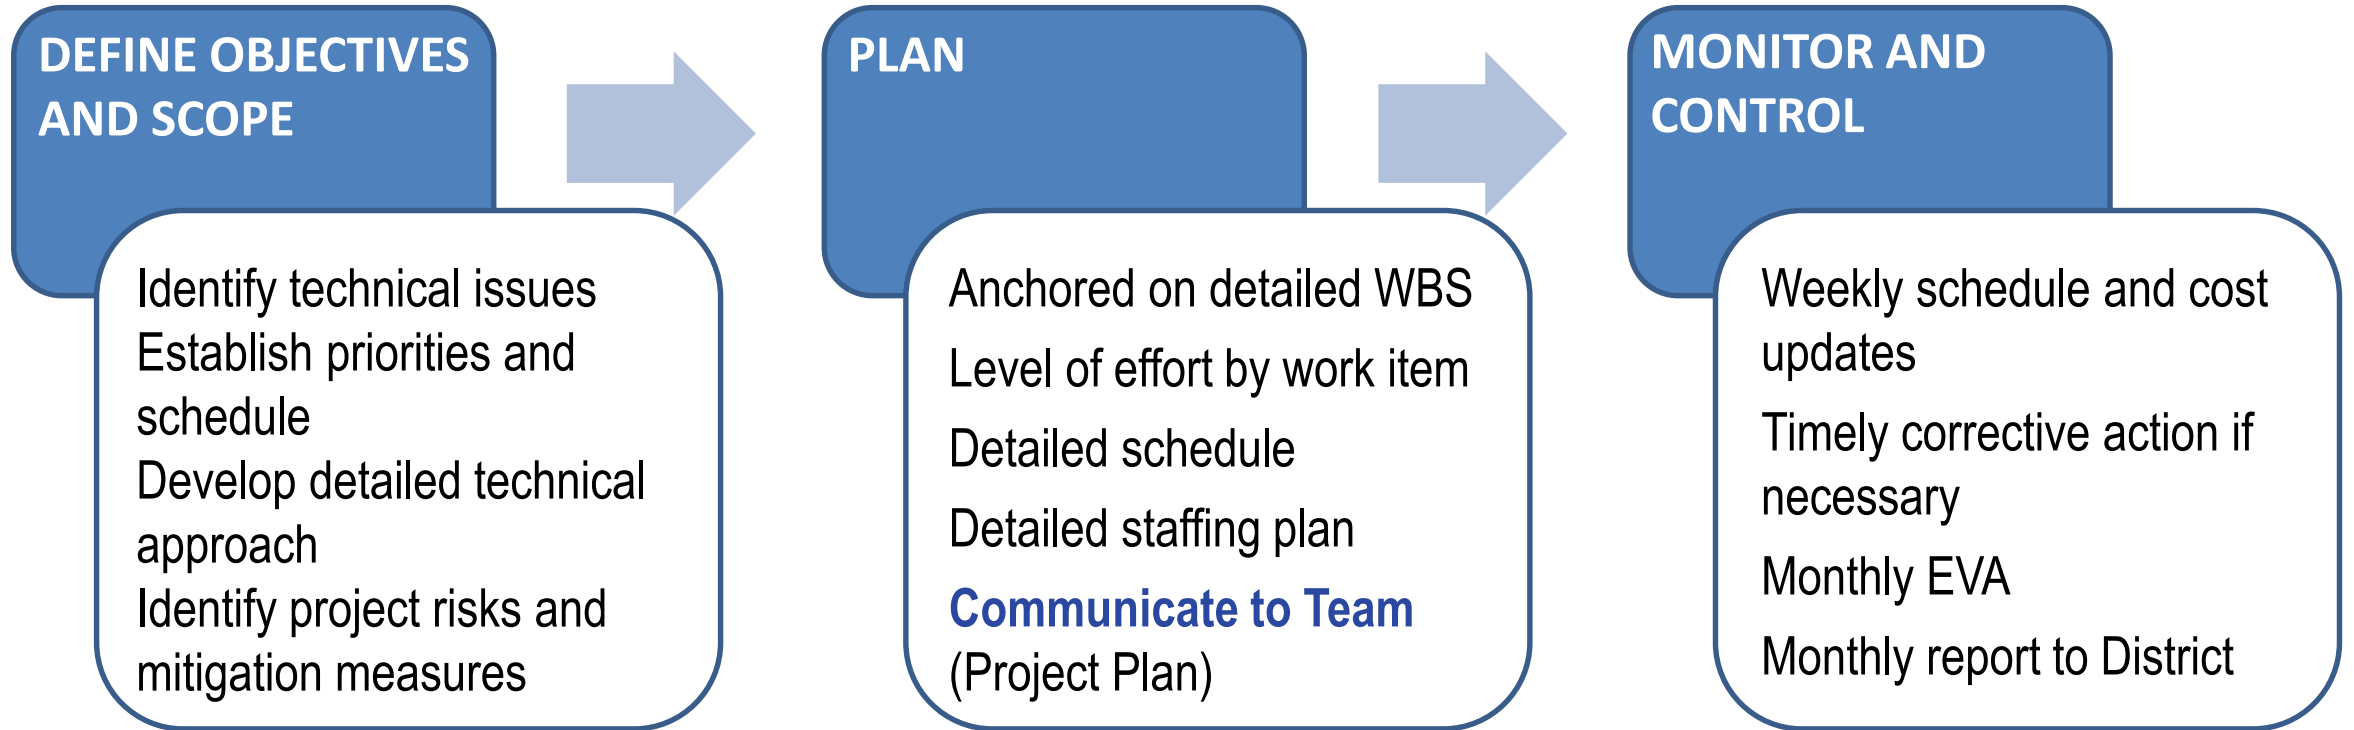 DEFINE OBJECTIVES
AND SCOPE
Identify technical issues
Establish priorities and
schedule
Develop detailed technical
approach
Identify project risks and
mitigation measures
PLAN
Anchored on detailed WBS
Level of effort by work item
Detailed schedule
Detailed staffing plan
Communicate to Team
(Project Plan)
MONITOR AND
CONTROL
Weekly schedule and cost
updates
Timely corrective action if
necessary
Monthly EVA
Monthly report to District